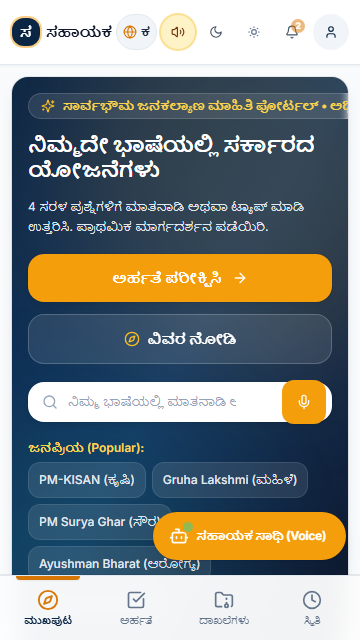 ಸ ಸಹಾಯಕ ಕ 2
ಸಾರ್ವಭೌಮ ಜನಕಲ್ಯಾಣ ಮಾಹಿತಿ ಪೋರ್ಟಲ್ •
ನಿಮ್ಮದೇ ಭಾಷೆಯಲ್ಲಿ ಸರ್ಕಾರದ
ಯೋಜನೆಗಳು
4 ಸರಳ ಪ್ರಶ್ನೆಗಳಿಗೆ ಮಾತನಾಡಿ ಅಥವಾ ಟ್ಯಾಪ್ ಮಾಡಿ
ಉತ್ತರಿಸಿ. ಪ್ರಾಥಮಿಕ ಮಾರ್ಗದರ್ಶನ ಪಡೆಯಿರಿ.
ಅರ್ಹತೆ ಪರೀಕ್ಷಿಸಿ →
ವಿವರ ನೋಡಿ
ನಿಮ್ಮ ಭಾಷೆಯಲ್ಲಿ ಮಾತನಾಡಿ
ಜನಪ್ರಿಯ (Popular):
PM-KISAN (ಕೃಷಿ) Gruha Lakshmi (ಮಹಿಳೆ)
PM Surya Ghar
ಸಹಾಯಕ ಸಾಥಿ (Voice)
Ayushman Bharat (ಆರೋಗ್ಯ)
ಮುಖಪುಟ ಅರ್ಹತೆ ದಾಖಲೆಗಳು ಸ್ಥಿತಿ